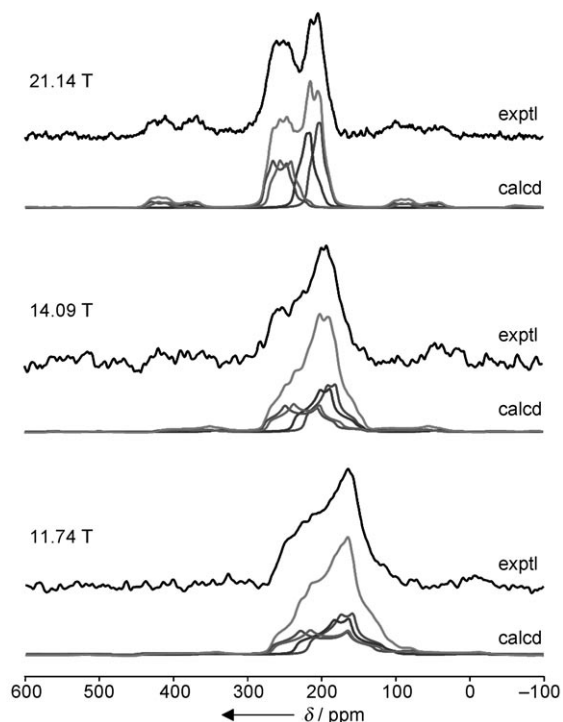 21.14 T
exptl
calcd
14.09 T
exptl
calcd
11.74 T
exptl
calcd
600 500 400 300 200 100 0 –100
δ / ppm